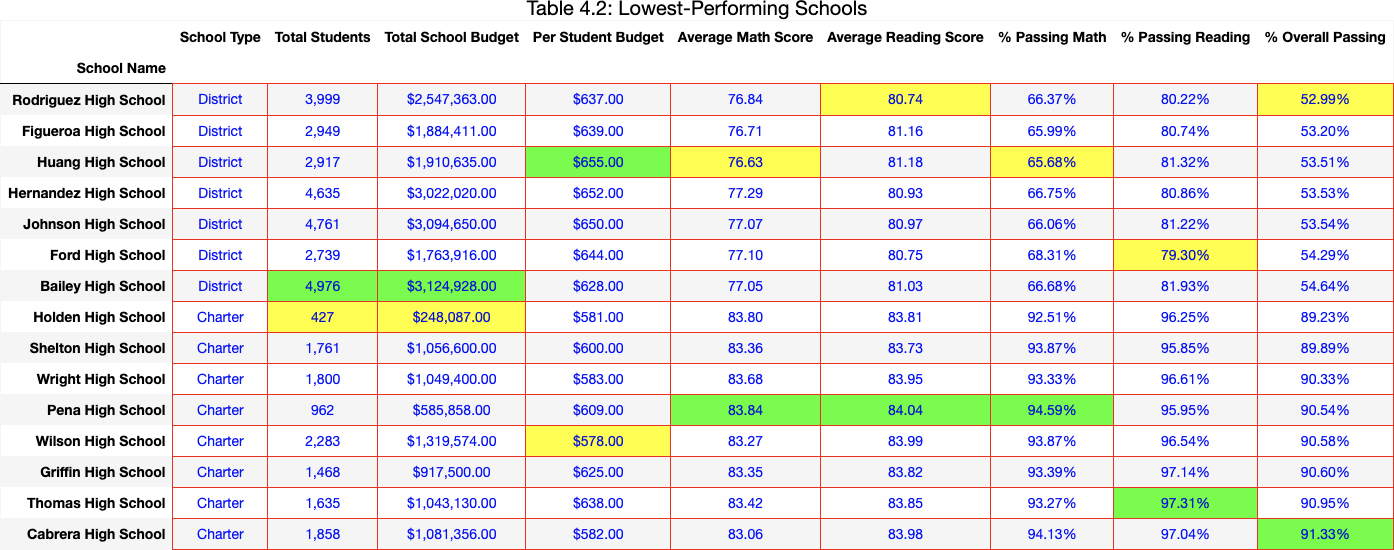 Table 4.2: Lowest-Performing Schools
School Type Total Students Total School Budget Per Student Budget Average Math Score Average Reading Score % Passing Math % Passing Reading % Overall Passing
School Name
Rodriguez High School District 3,999 $2,547,363.00 $637.00 76.84 80.74 66.37% 80.22% 52.99%
Figueroa High School District 2,949 $1,884,411.00 $639.00 76.71 81.16 65.99% 80.74% 53.20%
Huang High School District 2,917 $1,910,635.00 $655.00 76.63 81.18 65.68% 81.32% 53.51%
Hernandez High School District 4,635 $3,022,020.00 $652.00 77.29 80.93 66.75% 80.86% 53.53%
Johnson High School District 4,761 $3,094,650.00 $650.00 77.07 80.97 66.06% 81.22% 53.54%
Ford High School District 2,739 $1,763,916.00 $644.00 77.10 80.75 68.31% 79.30% 54.29%
Bailey High School District 4,976 $3,124,928.00 $628.00 77.05 81.03 66.68% 81.93% 54.64%
Holden High School Charter 427 $248,087.00 $581.00 83.80 83.81 92.51% 96.25% 89.23%
Shelton High School Charter 1,761 $1,056,600.00 $600.00 83.36 83.73 93.87% 95.85% 89.89%
Wright High School Charter 1,800 $1,049,400.00 $583.00 83.68 83.95 93.33% 96.61% 90.33%
Pena High School Charter 962 $585,858.00 $609.00 83.84 84.04 94.59% 95.95% 90.54%
Wilson High School Charter 2,283 $1,319,574.00 $578.00 83.27 83.99 93.87% 96.54% 90.58%
Griffin High School Charter 1,468 $917,500.00 $625.00 83.35 83.82 93.39% 97.14% 90.60%
Thomas High School Charter 1,635 $1,043,130.00 $638.00 83.42 83.85 93.27% 97.31% 90.95%
Cabrera High School Charter 1,858 $1,081,356.00 $582.00 83.06 83.98 94.13% 97.04% 91.33%